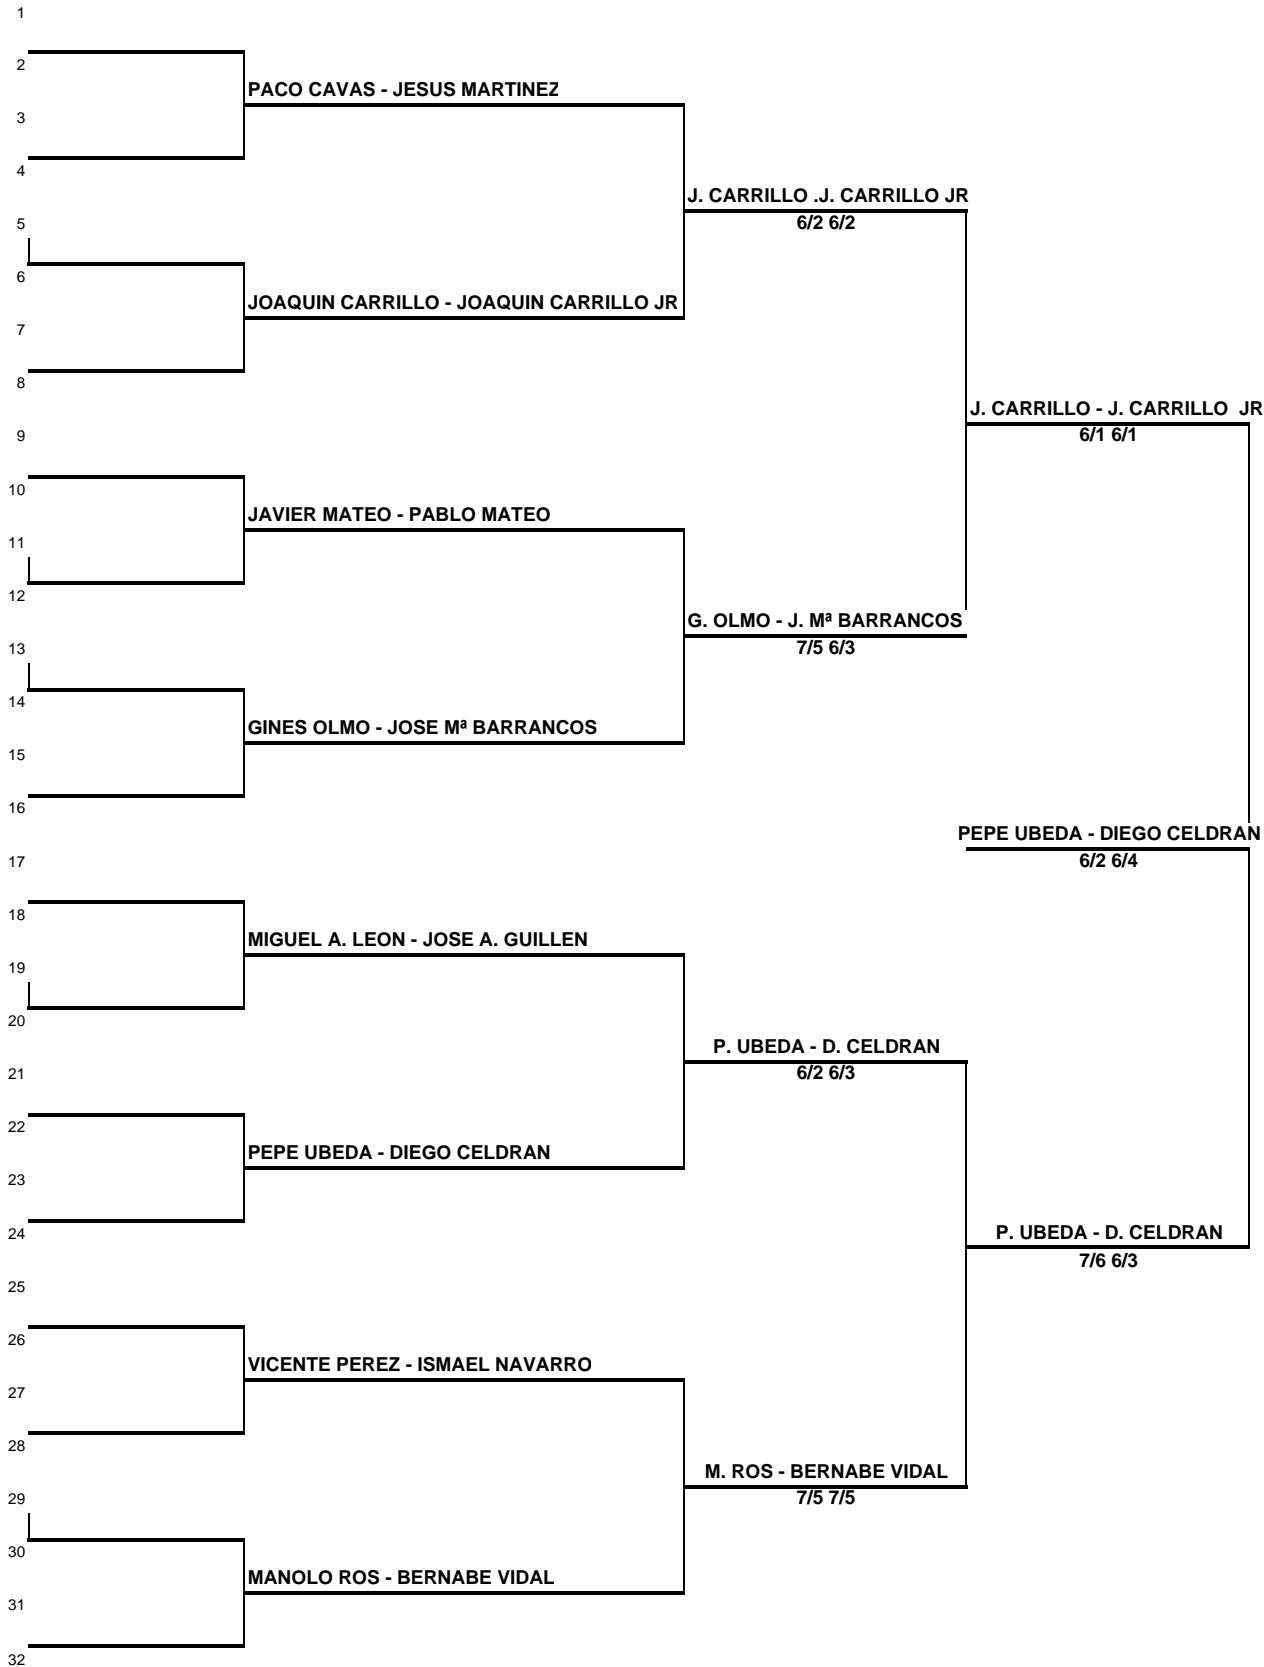 1
2
PACO CAVAS - JESUS MARTINEZ
3
4
J. CARRILLO .J. CARRILLO JR
5
6/2 6/2
6
JOAQUIN CARRILLO - JOAQUIN CARRILLO JR
7
8
J. CARRILLO - J. CARRILLO  JR
9
6/1 6/1
10
JAVIER MATEO - PABLO MATEO
11
12
G. OLMO - J. Mª BARRANCOS
13
7/5 6/3
14
GINES OLMO - JOSE Mª BARRANCOS
15
16
PEPE UBEDA - DIEGO CELDRAN
17
6/2 6/4
18
MIGUEL A. LEON - JOSE A. GUILLEN
19
20
P. UBEDA - D. CELDRAN
21
6/2 6/3
22
PEPE UBEDA - DIEGO CELDRAN
23
24
P. UBEDA - D. CELDRAN
7/6 6/3
25
26
VICENTE PEREZ - ISMAEL NAVARRO
27
28
M. ROS - BERNABE VIDAL
29
7/5 7/5
30
MANOLO ROS - BERNABE VIDAL
31
32